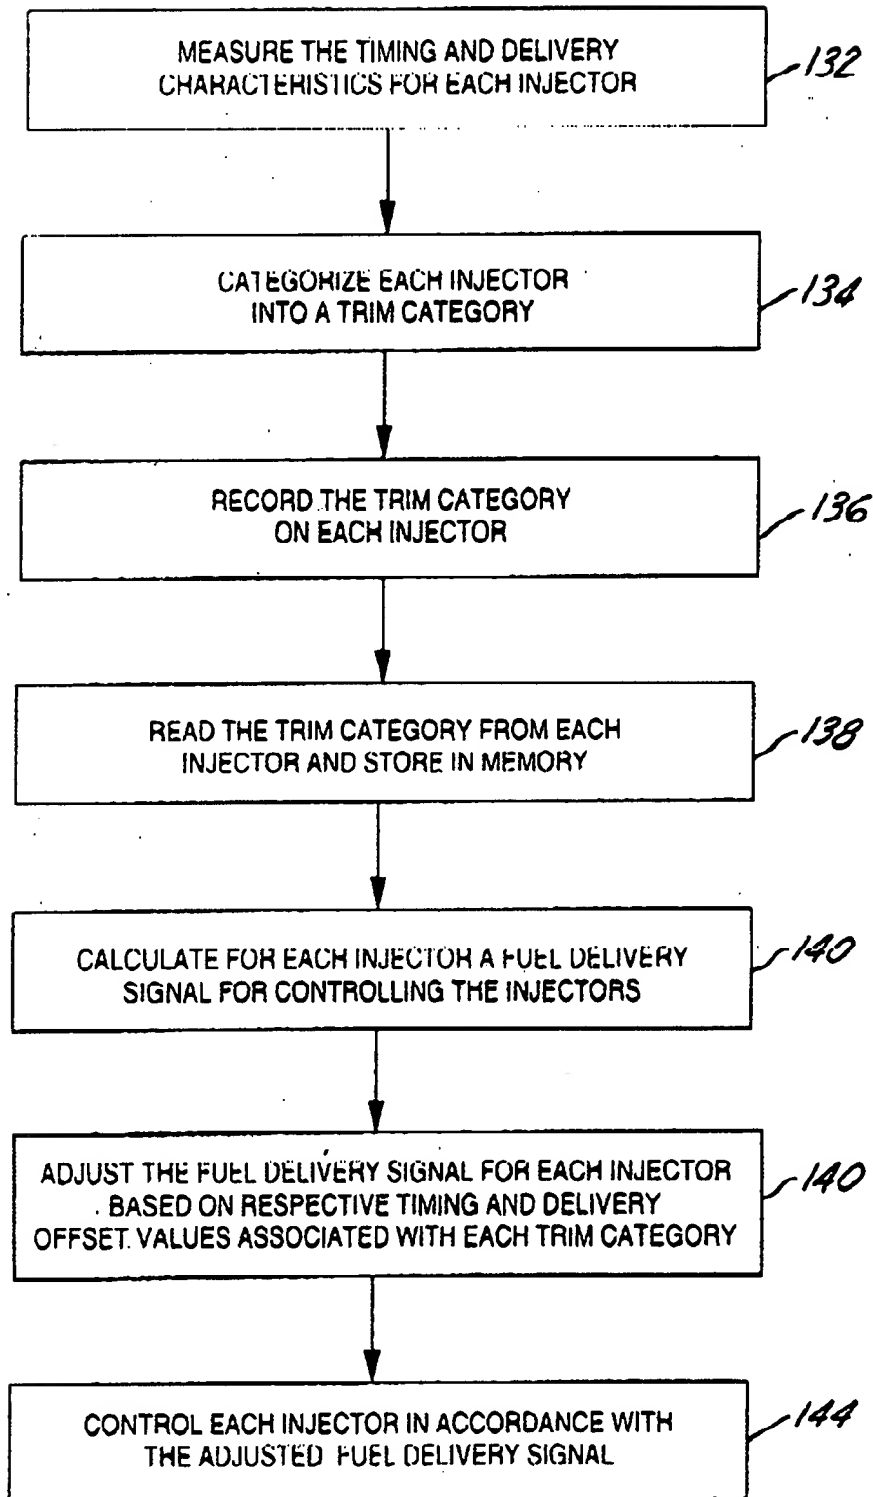 MEASURE THE TIMING AND DELIVERY
CHARACTERISTICS FOR EACH INJECTOR
132
CATEGORIZE EACH INJECTOR
INTO A TRIM CATEGORY
134
RECORD THE TRIM CATEGORY
ON EACH INJECTOR
136
READ THE TRIM CATEGORY FROM EACH
INJECTOR AND STORE IN MEMORY
138
CALCULATE FOR EACH INJECTOR A FUEL DELIVERY
SIGNAL FOR CONTROLLING THE INJECTORS
140
ADJUST THE FUEL DELIVERY SIGNAL FOR EACH INJECTOR
BASED ON RESPECTIVE TIMING AND DELIVERY
OFFSET VALUES ASSOCIATED WITH EACH TRIM CATEGORY
140
CONTROL EACH INJECTOR IN ACCORDANCE WITH
THE ADJUSTED FUEL DELIVERY SIGNAL
144